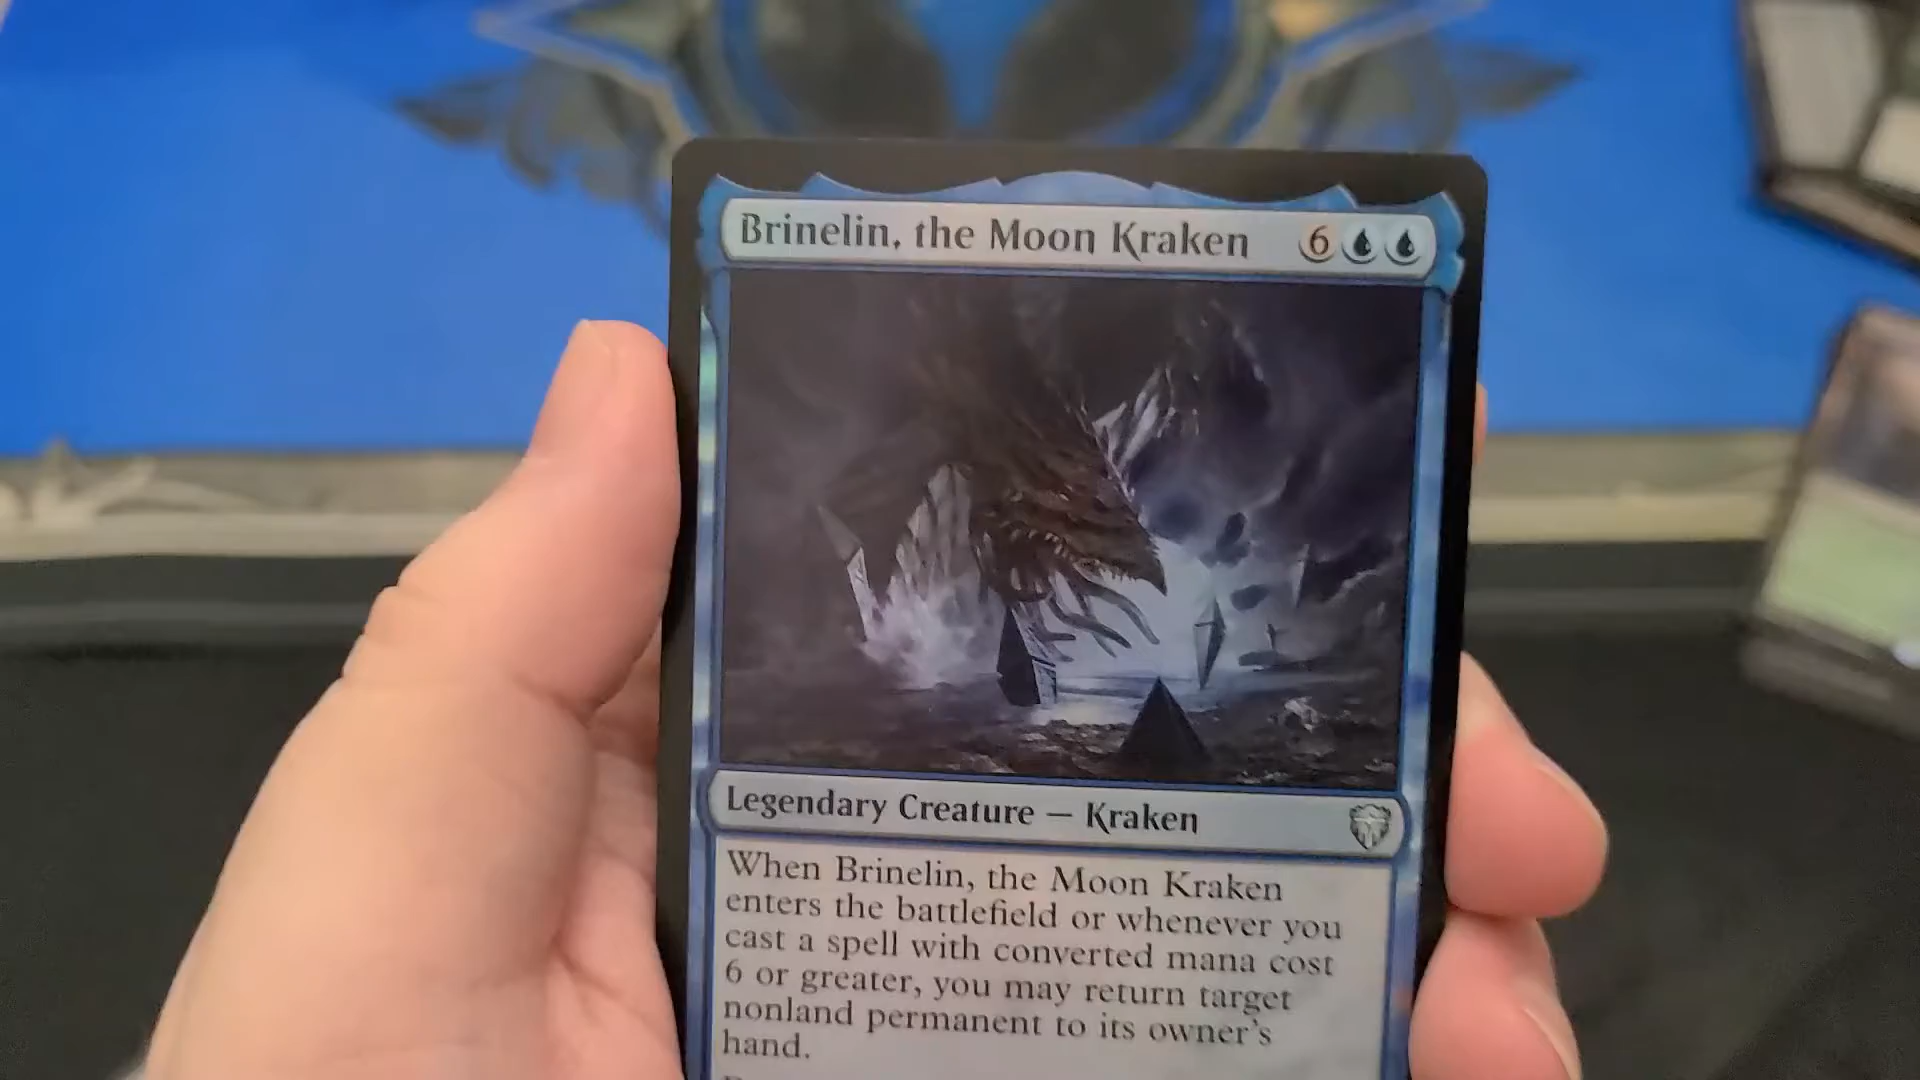 Brinelin, the Moon Kraken 6
Legendary Creature — Kraken
When Brinelin, the Moon Kraken
enters the battlefield or whenever you
cast a spell with converted mana cost
6 or greater, you may return target
nonland permanent to its owner's
hand.